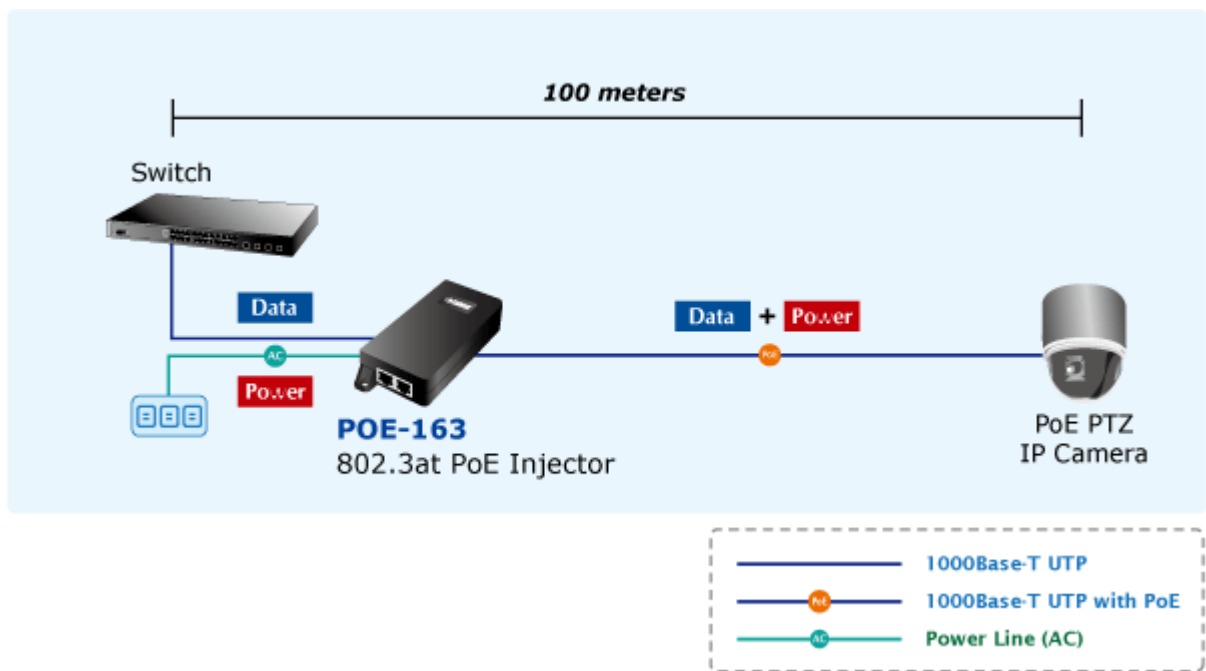 100 meters
Switch
Data
Data + Power
AC
PoE
Power
POE-163
802.3at PoE Injector
PoE PTZ
IP Camera
1000Base-T UTP
PoE
1000Base-T UTP with PoE
AC
Power Line (AC)